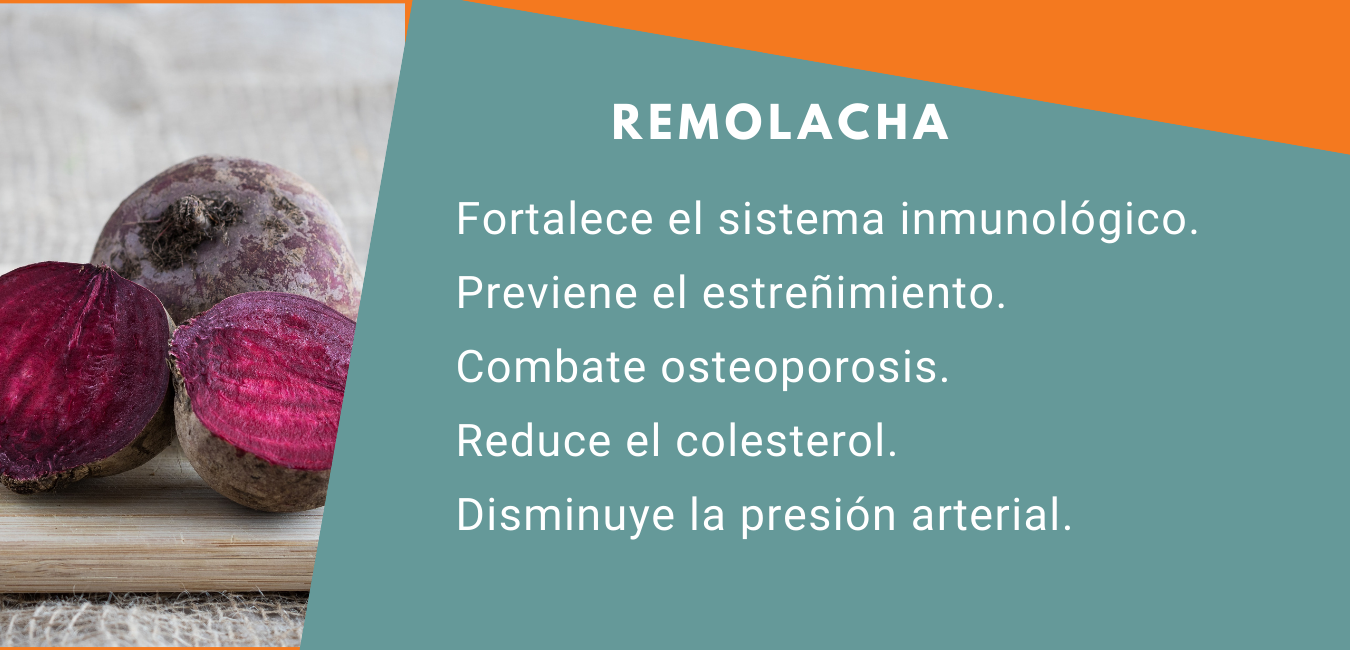 REMOLACHA
Fortalece el sistema inmunológico.
Previene el estreñimiento.
Combate osteoporosis.
Reduce el colesterol.
Disminuye la presión arterial.